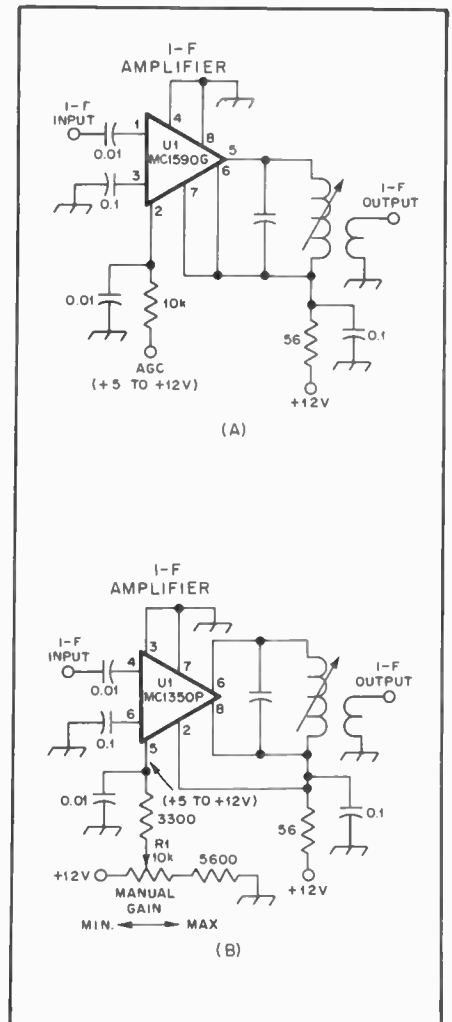 I-F
AMPLIFIER
I-F
INPUT
0.01
1
4
8
U1
MC1590G
5
6
3
7
0.1
2
I-F
OUTPUT
0.01
10k
56
0.1
AGC
(+5 TO +12V)
+12V
(A)
I-F
AMPLIFIER
I-F
INPUT
0.01
4
3
7
U1
MC1350P
6
8
6
2
0.1
5
I-F
OUTPUT
(+5 TO +12V)
0.01
3300
56
0.1
R1
10k
5600
+12V
+12V
MANUAL
GAIN
MIN. MAX
(B)